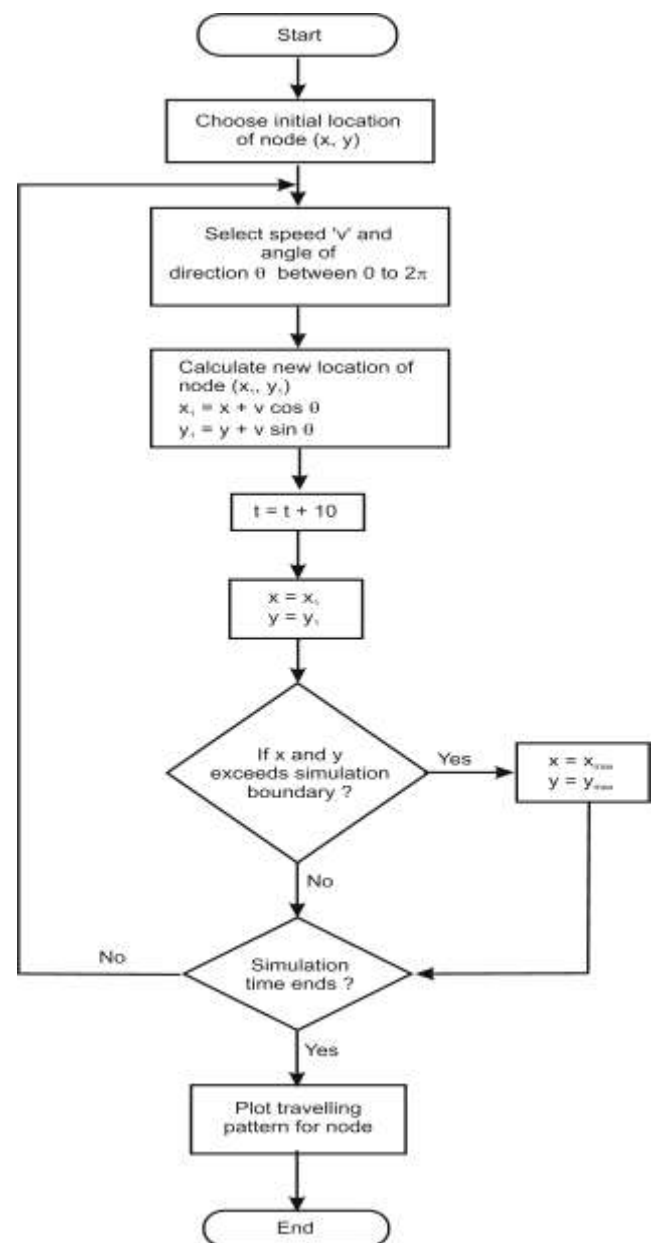 Start
Choose initial location
of node (x, y)
Select speed 'v' and
angle of
direction θ between 0 to 2π
Calculate new location of
node (x₁, y₁)
x₁ = x + v cos θ
y₁ = y + v sin θ
t = t + 10
x = x₁
y = y₁
If x and y
exceeds simulation
boundary ?
Yes
x = xmax
y = ymax
No
No
Simulation
time ends ?
Yes
Plot travelling
pattern for node
End